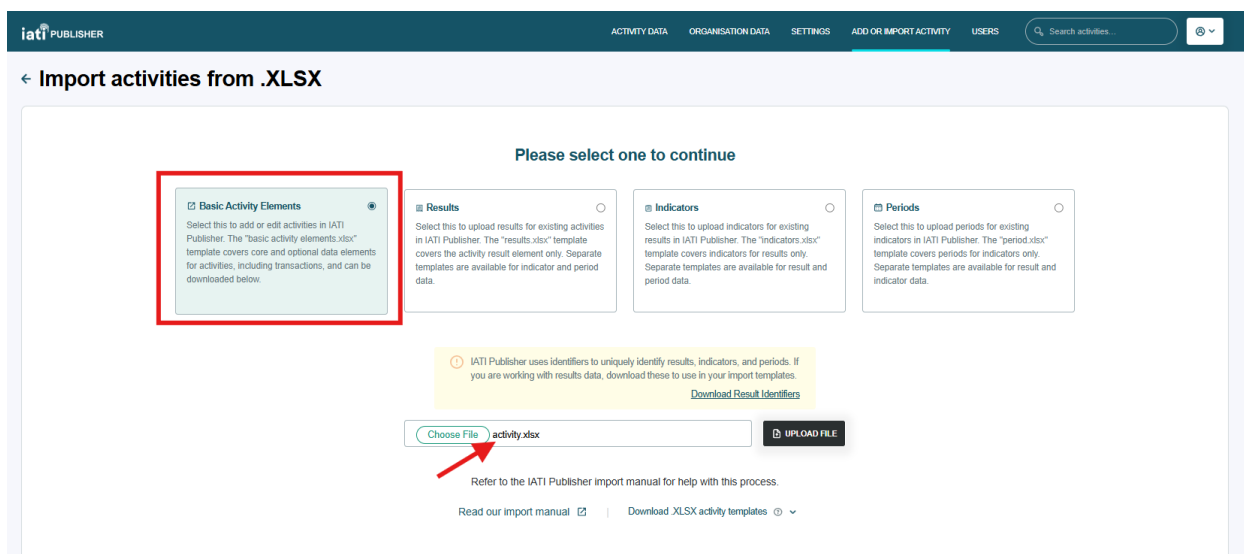 iati PUBLISHER
ACTIVITY DATA
ORGANISATION DATA
SETTINGS
ADD OR IMPORT ACTIVITY
USERS
Search activities...
← Import activities from .XLSX
Please select one to continue
Basic Activity Elements
Select this to add or edit activities in IATI
Publisher. The "basic activity elements.xlsx"
template covers core and optional data elements
for activities, including transactions, and can be
downloaded below.
Results
Select this to upload results for existing activities
in IATI Publisher. The "results.xlsx" template
covers the activity result element only. Separate
templates are available for indicator and period
data.
Indicators
Select this to upload indicators for existing
results in IATI Publisher. The "indicators.xlsx"
template covers indicators for results only.
Separate templates are available for result and
period data.
Periods
Select this to upload periods for existing
indicators in IATI Publisher. The "period.xlsx"
template covers periods for indicators only.
Separate templates are available for result and
indicator data.
IATI Publisher uses identifiers to uniquely identify results, indicators, and periods. If
you are working with results data, download these to use in your import templates.
Download Result Identifiers
Choose File activity.xlsx
UPLOAD FILE
Refer to the IATI Publisher import manual for help with this process.
Read our import manual | Download .XLSX activity templates